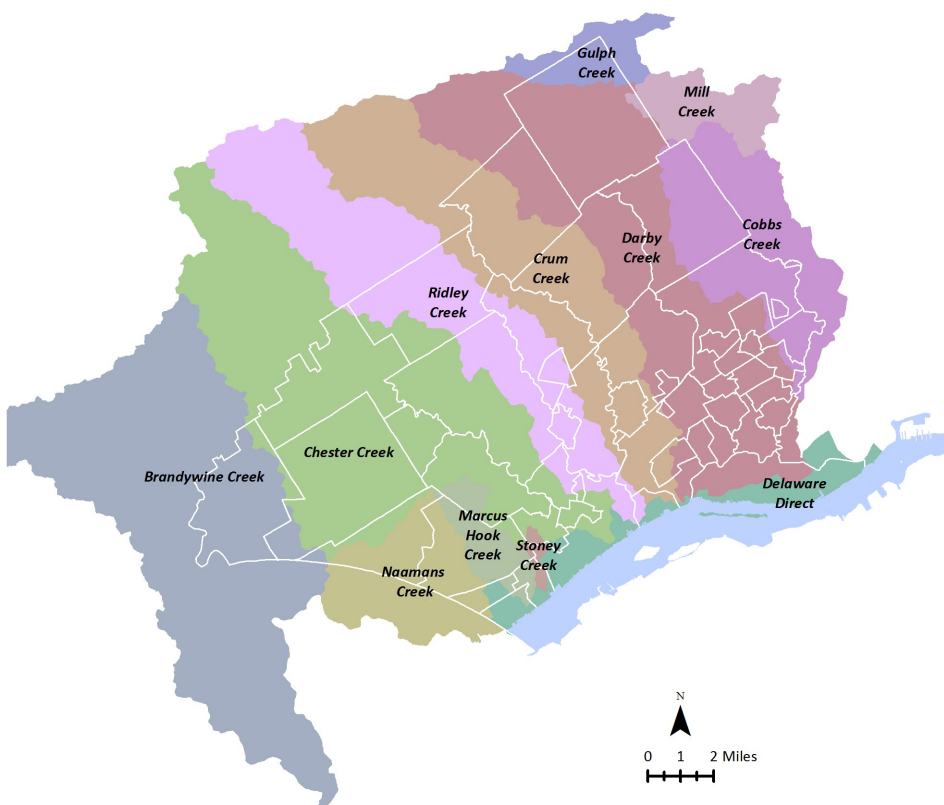 Gulph
Creek
Mill
Creek
Cobbs
Creek
Darby
Creek
Crum
Creek
Ridley
Creek
Chester Creek
Brandywine Creek
Delaware
Direct
Marcus
Hook
Creek
Stoney
Creek
Naamans
Creek
N
0 1 2 Miles